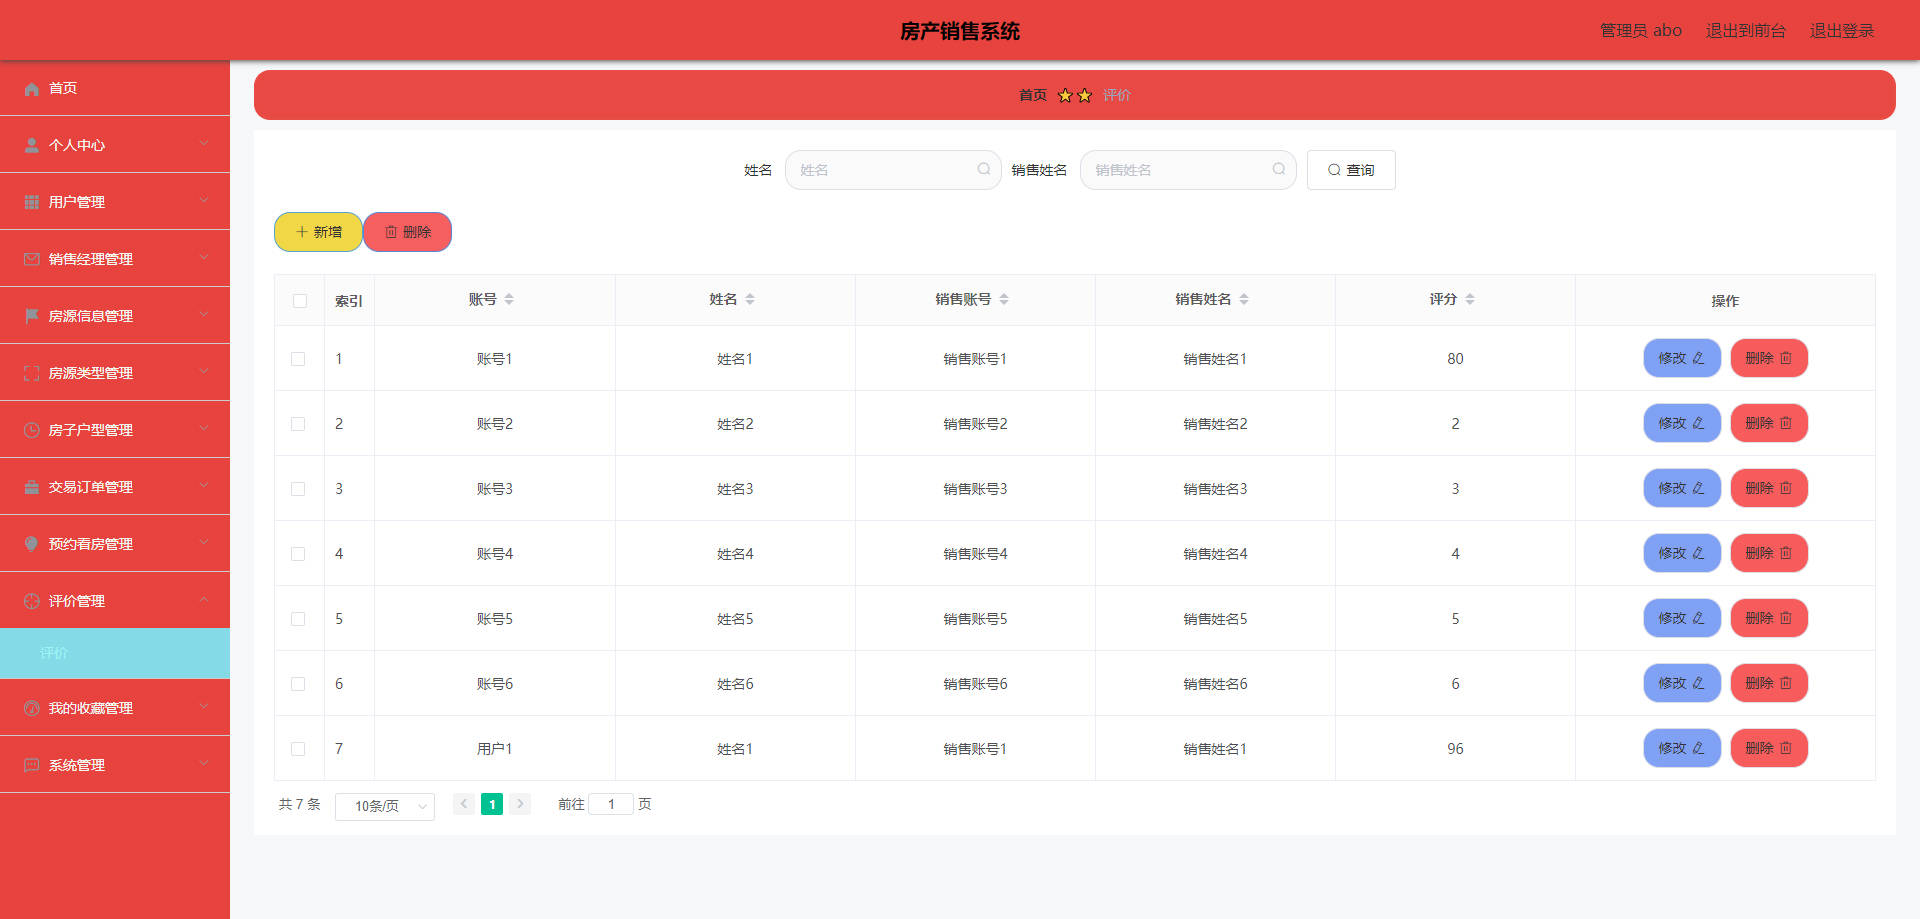 房产销售系统
管理员 abo 退出到前台 退出登录
首页
个人中心
用户管理
销售经理管理
房源信息管理
房源类型管理
房子户型管理
交易订单管理
预约看房管理
评价管理
评价
我的收藏管理
系统管理
首页 评价
姓名 姓名 销售姓名 销售姓名 查询
新增 删除
索引 账号 姓名 销售账号 销售姓名 评分 操作
1 账号1 姓名1 销售账号1 销售姓名1 80 修改 删除
2 账号2 姓名2 销售账号2 销售姓名2 2 修改 删除
3 账号3 姓名3 销售账号3 销售姓名3 3 修改 删除
4 账号4 姓名4 销售账号4 销售姓名4 4 修改 删除
5 账号5 姓名5 销售账号5 销售姓名5 5 修改 删除
6 账号6 姓名6 销售账号6 销售姓名6 6 修改 删除
7 用户1 姓名1 销售账号1 销售姓名1 96 修改 删除
共 7 条 10条/页 1 前往 1 页